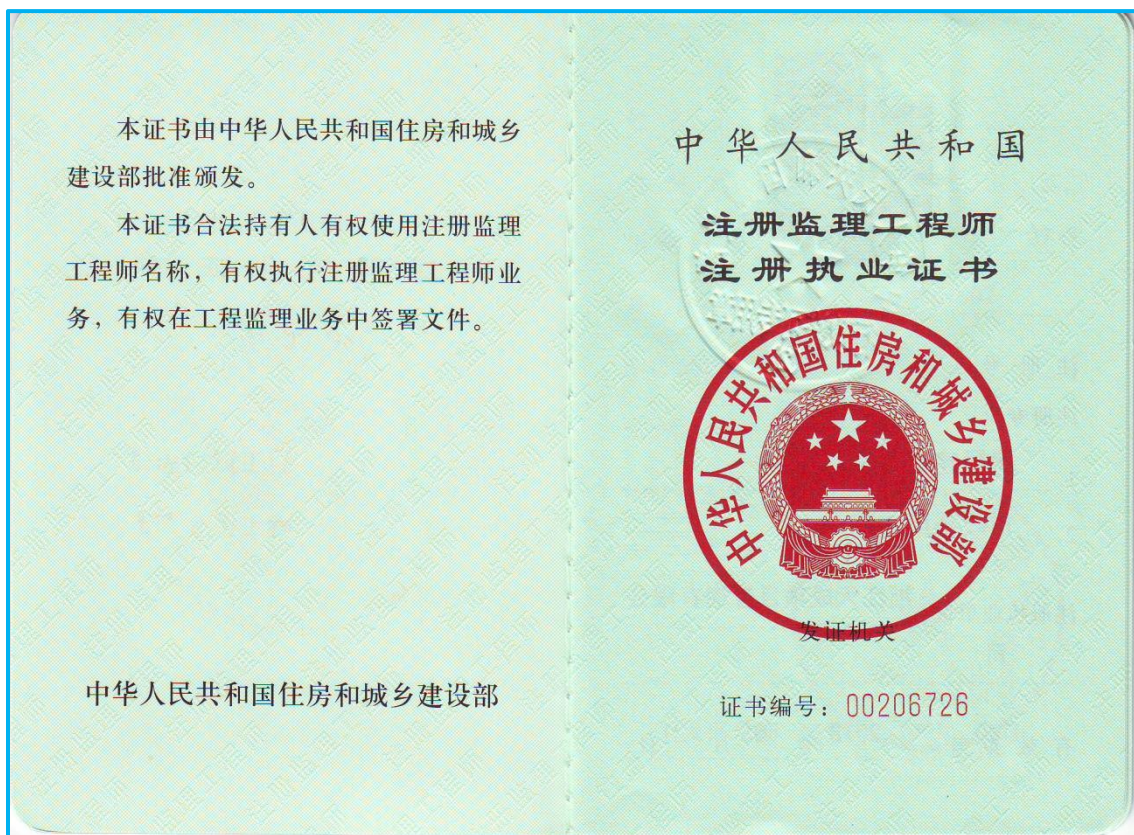 本证书由中华人民共和国住房和城乡
建设部批准颁发。
本证书合法持有人有权使用注册监理
工程师名称，有权执行注册监理工程师业
务，有权在工程监理业务中签署文件。
中华人民共和国住房和城乡建设部
中华人民共和国
注册监理工程师
注册执业证书
中华人民共和国住房和城乡建设部
发证机关
证书编号：00206726